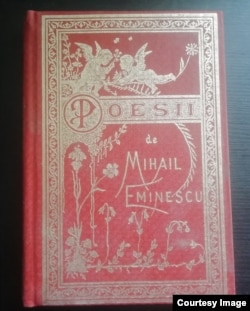 POESII
de
MIHAIL
EMINESCU
Courtesy Image